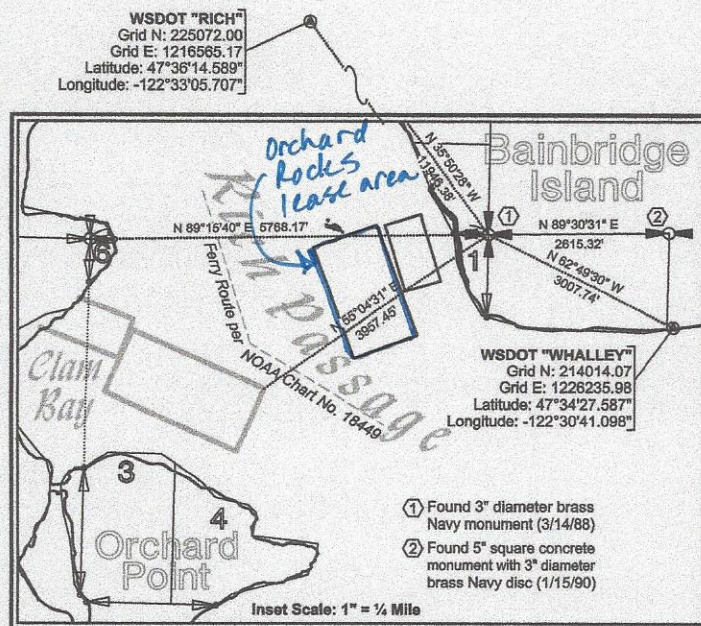 WSDOT "RICH"
Grid N: 225072.00
Grid E: 1216565.17
Latitude: 47°36'14.589"
Longitude: -122°33'05.707"
Orchard
Rocks
lease area
Bainbridge
Island
N 35°50'28" W
11946.38'
Rich Passage
N 89°15'40" E 5768.17'
1
N 89°30'31" E
2615.32'
2
6
1
N 62°49'30" W
3007.74'
Ferry Route per
NOAA Chart No. 18449
N 55°04'31" E
3957.45'
Clam
Bay
WSDOT "WHALLEY"
Grid N: 214014.07
Grid E: 1226235.98
Latitude: 47°34'27.587"
Longitude: -122°30'41.098"
3
4
Orchard
Point
1 Found 3" diameter brass
Navy monument (3/14/88)
2 Found 5" square concrete
monument with 3" diameter
brass Navy disc (1/15/90)
Inset Scale: 1" = ¼ Mile